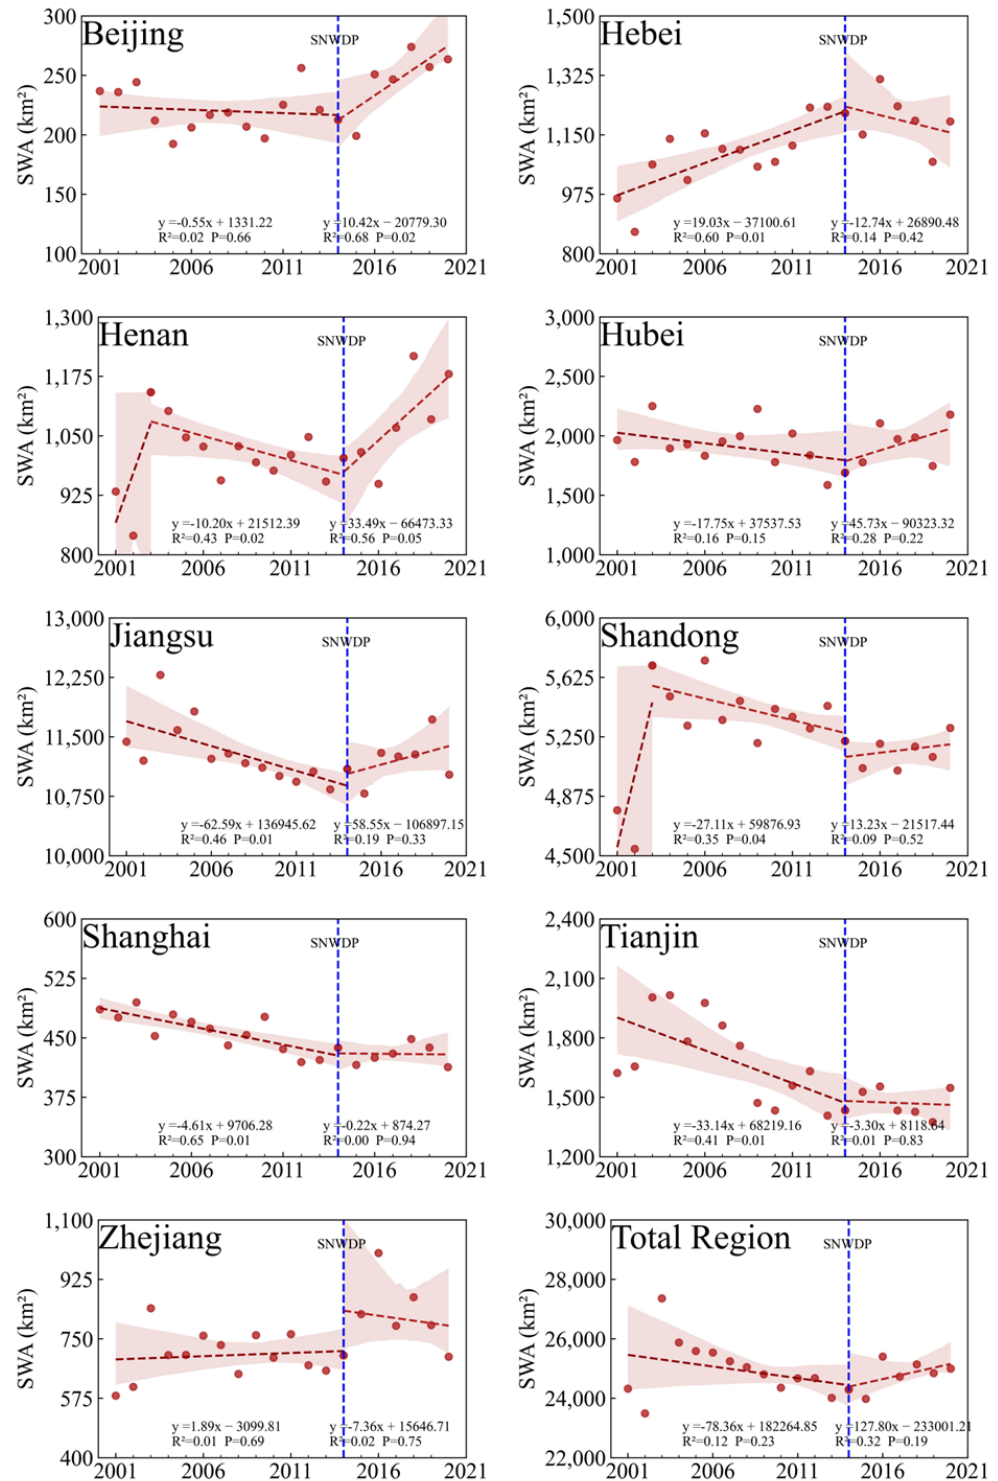 Beijing
SNWDP
SWA (km²)
300
250
200
150
100
y =-0.55x + 1331.22
R²=0.02 P=0.66
y =10.42x − 20779.30
R²=0.68 P=0.02
2001 2006 2011 2016 2021
Hebei
SNWDP
SWA (km²)
1,500
1,325
1,150
975
800
y =19.03x − 37100.61
R²=0.60 P=0.01
y =-12.74x + 26890.48
R²=0.14 P=0.42
2001 2006 2011 2016 2021
Henan
SNWDP
SWA (km²)
1,300
1,175
1,050
925
800
y =-10.20x + 21512.39
R²=0.43 P=0.02
y =33.49x − 66473.33
R²=0.56 P=0.05
2001 2006 2011 2016 2021
Hubei
SNWDP
SWA (km²)
3,000
2,500
2,000
1,500
1,000
y =-17.75x + 37537.53
R²=0.16 P=0.15
y =45.73x − 90323.32
R²=0.28 P=0.22
2001 2006 2011 2016 2021
Jiangsu
SNWDP
SWA (km²)
13,000
12,250
11,500
10,750
10,000
y =-62.59x + 136945.62
R²=0.46 P=0.01
y =58.55x − 106897.15
R²=0.19 P=0.33
2001 2006 2011 2016 2021
Shandong
SNWDP
SWA (km²)
6,000
5,625
5,250
4,875
4,500
y =-27.11x + 59876.93
R²=0.35 P=0.04
y =13.23x − 21517.44
R²=0.09 P=0.52
2001 2006 2011 2016 2021
Shanghai
SNWDP
SWA (km²)
600
525
450
375
300
y =-4.61x + 9706.28
R²=0.65 P=0.01
y =-0.22x + 874.27
R²=0.00 P=0.94
2001 2006 2011 2016 2021
Tianjin
SNWDP
SWA (km²)
2,400
2,100
1,800
1,500
1,200
y =-33.14x + 68219.16
R²=0.41 P=0.01
y =-3.30x + 8118.64
R²=0.01 P=0.83
2001 2006 2011 2016 2021
Zhejiang
SNWDP
SWA (km²)
1,100
925
750
575
400
y =1.89x − 3099.81
R²=0.01 P=0.69
y =-7.36x + 15646.71
R²=0.02 P=0.75
2001 2006 2011 2016 2021
Total Region
SNWDP
SWA (km²)
30,000
28,000
26,000
24,000
22,000
y =-78.36x + 182264.85
R²=0.12 P=0.23
y =127.80x − 233001.21
R²=0.32 P=0.19
2001 2006 2011 2016 2021